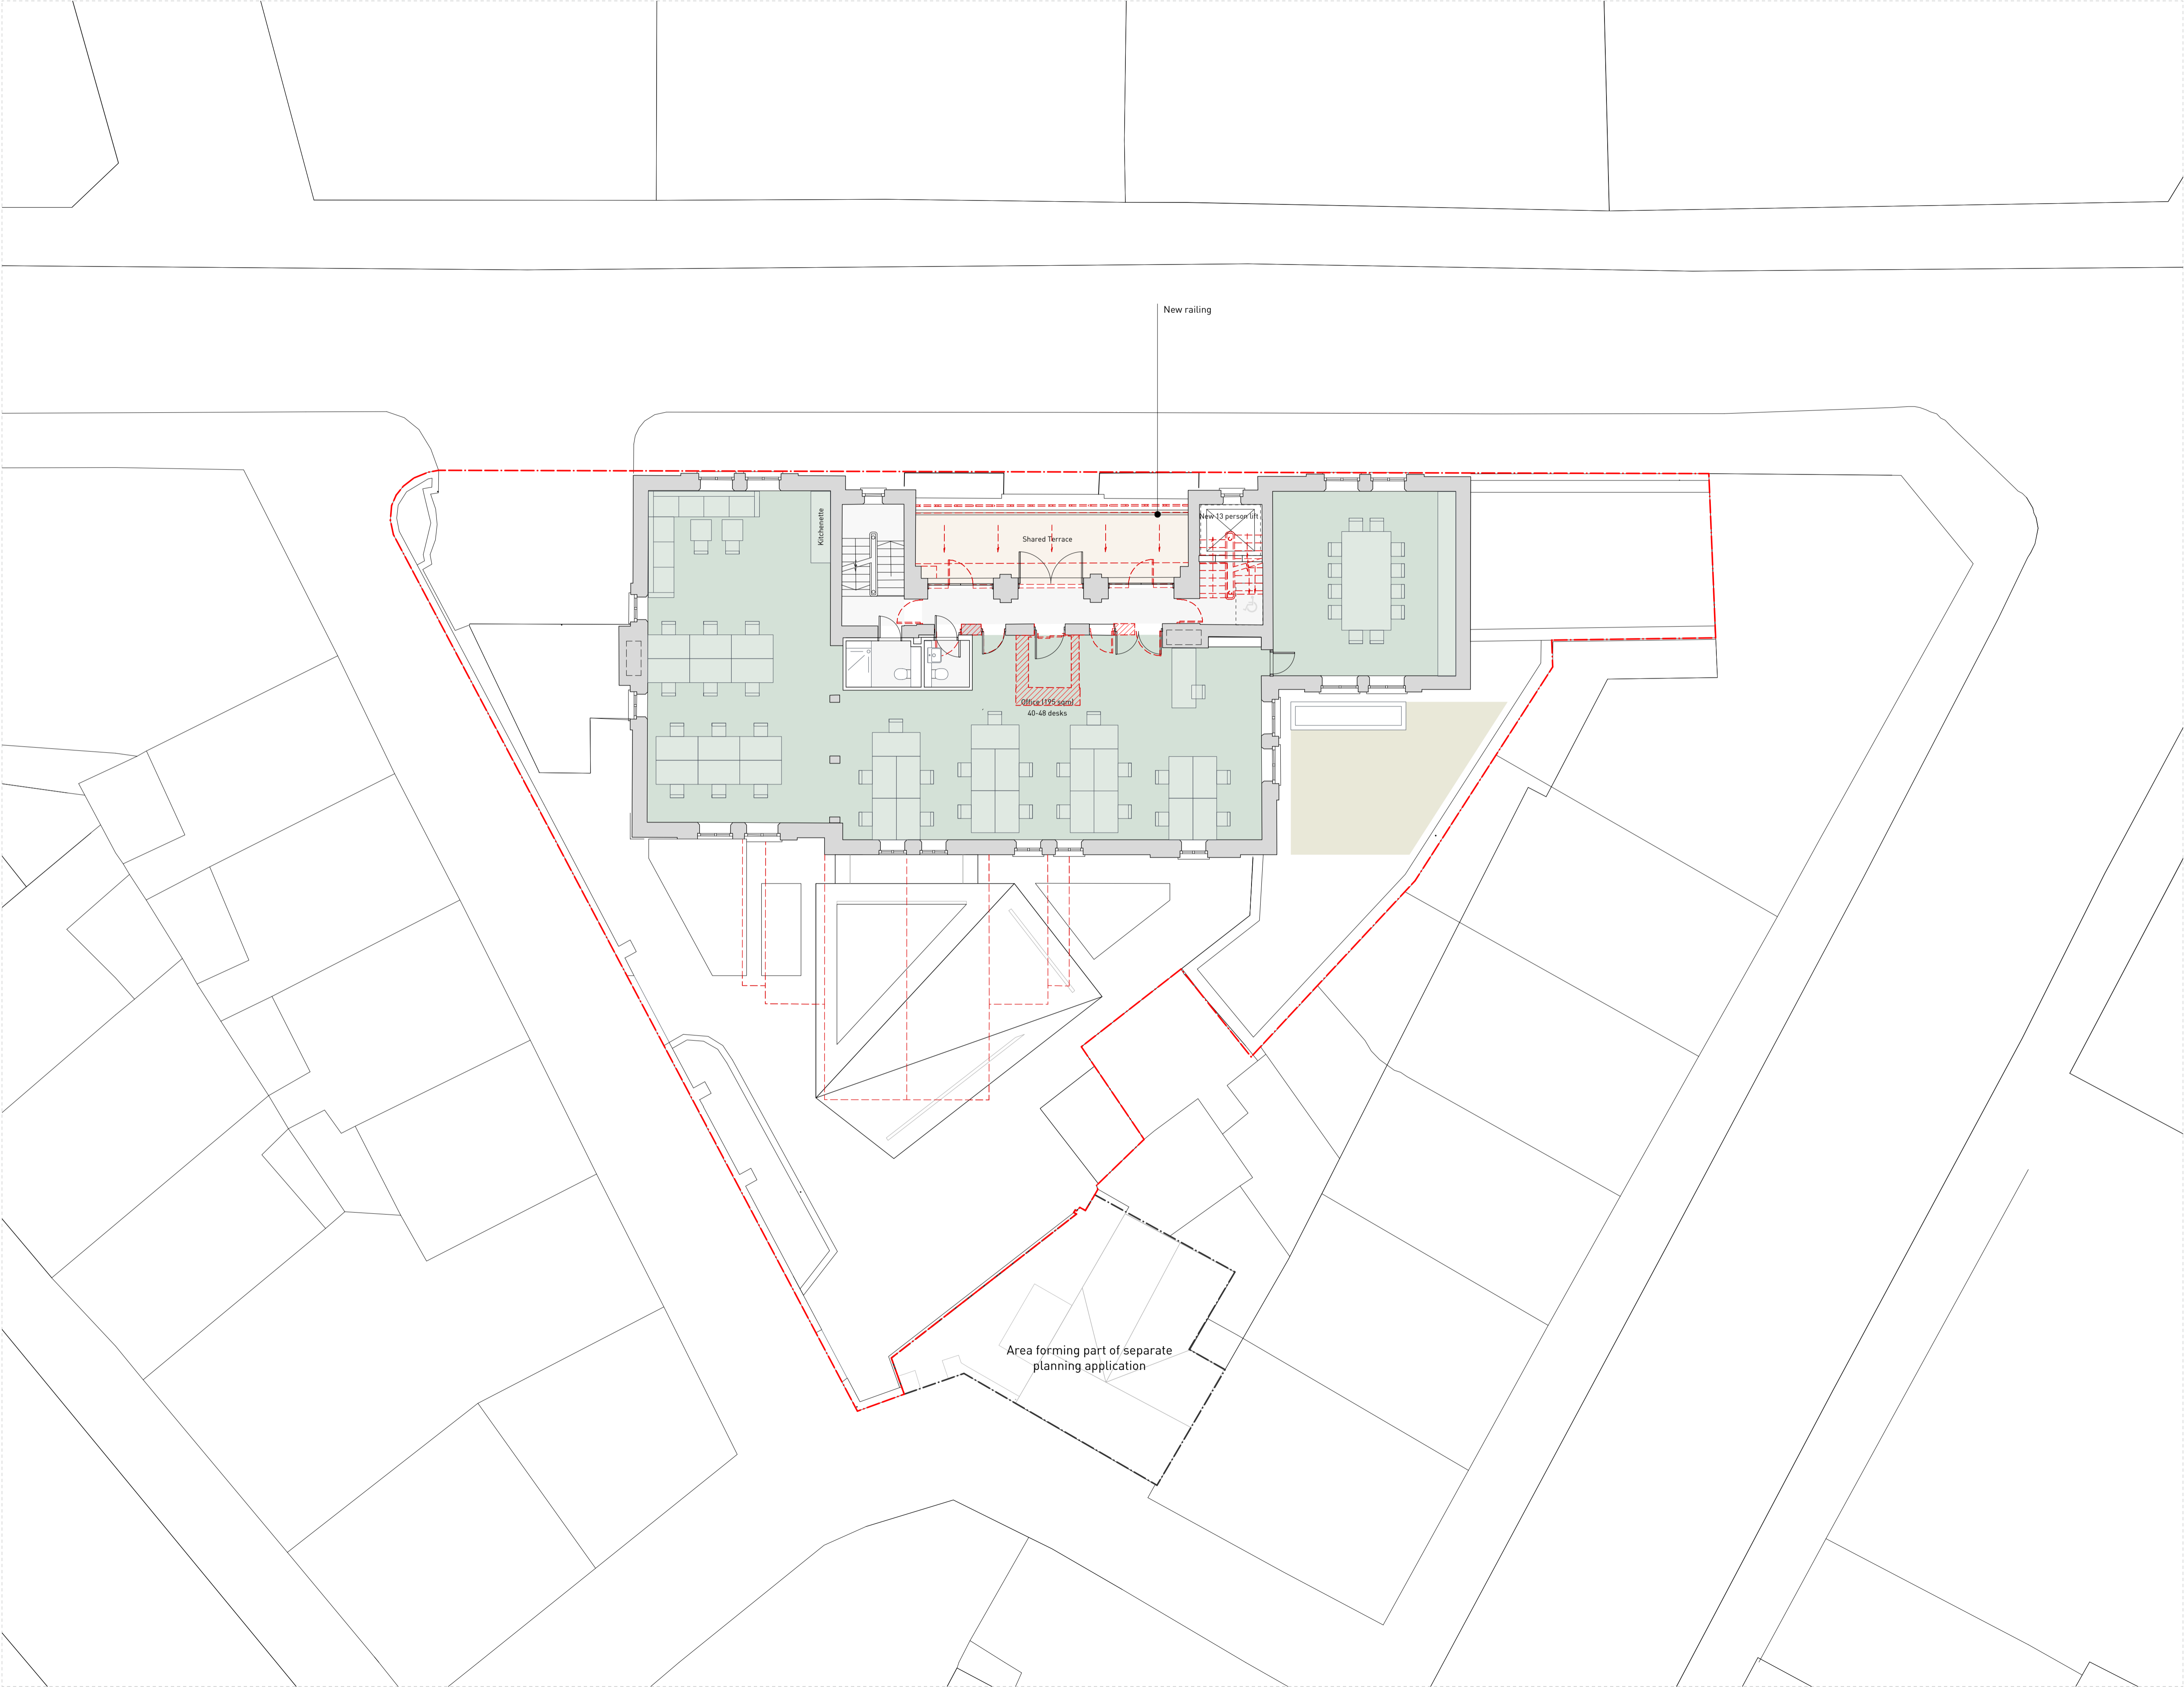 New railing
Kitchenette
New 13 person lift
Shared Terrace
Office (195 sqm)
40-48 desks
Area forming part of separate
planning application